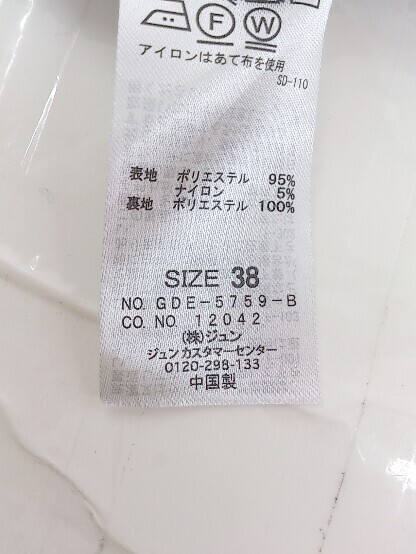 F W
アイロンはあて布を使用
SD-110
表地 ポリエステル 95%
ナイロン 5%
裏地 ポリエステル 100%
SIZE 38
NO. GDE-5759-B
CO. NO. 12042
(株)ジュン
ジュンカスタマーセンター
0120-298-133
中国製